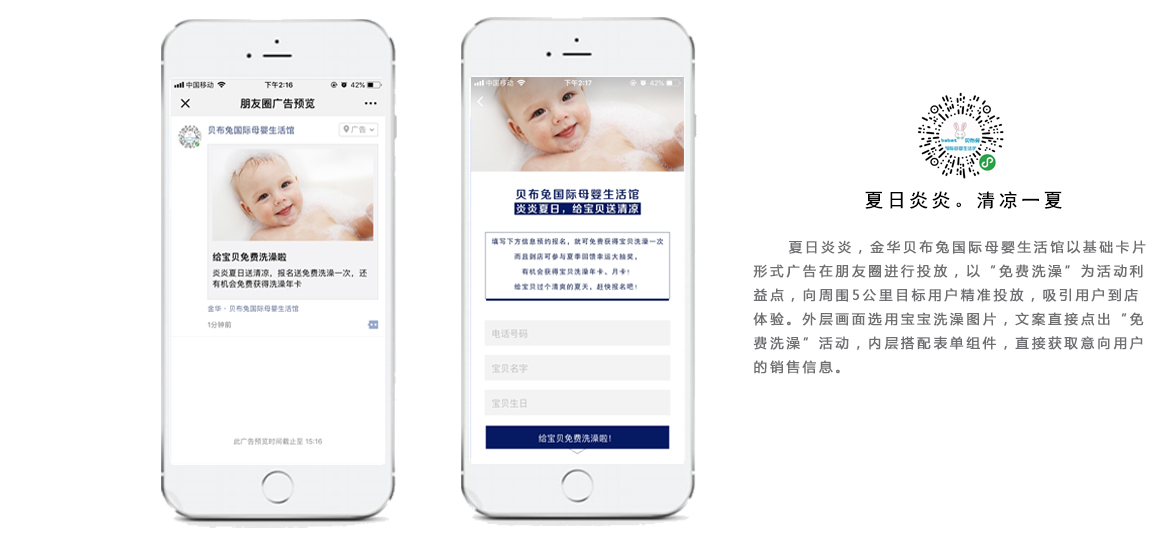 中国移动
下午2:16
42%
朋友圈广告预览
贝布兔国际母婴生活馆
广告
给宝贝免费洗澡啦
炎炎夏日送清凉，报名送免费洗澡一次，还
有机会免费获得洗澡年卡
金华·贝布兔国际母婴生活馆
1分钟前
此广告预览时间截止至 15:16
中国移动
下午2:17
42%
贝布兔国际母婴生活馆
炎炎夏日，给宝贝送清凉
填写下方信息预约报名，就可免费获得宝贝洗澡一次
而且到店可参与夏季回馈幸运大抽奖，
有机会获得宝贝洗澡年卡、月卡！
给宝贝过个清爽的夏天，赶快报名吧！
电话号码
宝贝名字
宝贝生日
给宝贝免费洗澡啦！
贝布兔
国际母婴生活馆
夏日炎炎。清凉一夏
夏日炎炎，金华贝布兔国际母婴生活馆以基础卡片
形式广告在朋友圈进行投放，以“免费洗澡”为活动利
益点，向周围5公里目标用户精准投放，吸引用户到店
体验。外层画面选用宝宝洗澡图片，文案直接点出“免
费洗澡”活动，内层搭配表单组件，直接获取意向用户
的销售信息。